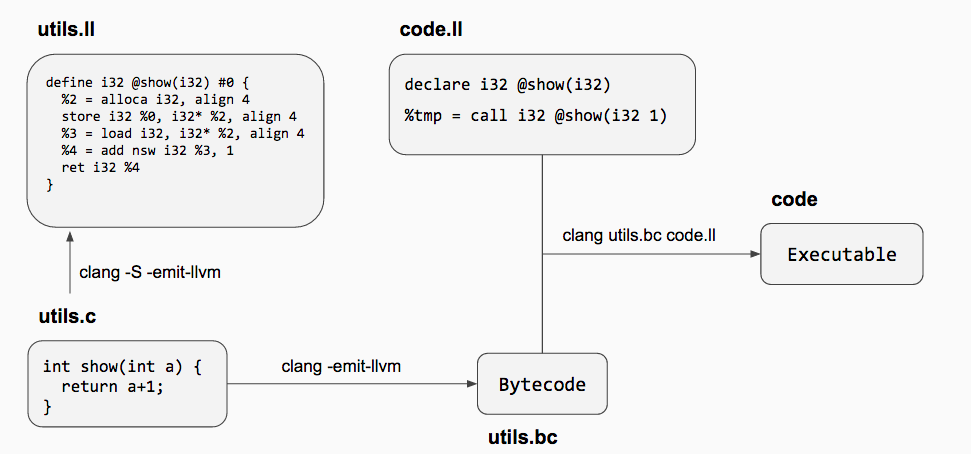 utils.ll
define i32 @show(i32) #0 {
%2 = alloca i32, align 4
store i32 %0, i32* %2, align 4
%3 = load i32, i32* %2, align 4
%4 = add nsw i32 %3, 1
ret i32 %4
}
code.ll
declare i32 @show(i32)
%tmp = call i32 @show(i32 1)
clang utils.bc code.ll
code
Executable
clang -S -emit-llvm
utils.c
int show(int a) {
return a+1;
}
clang -emit-llvm
Bytecode
utils.bc